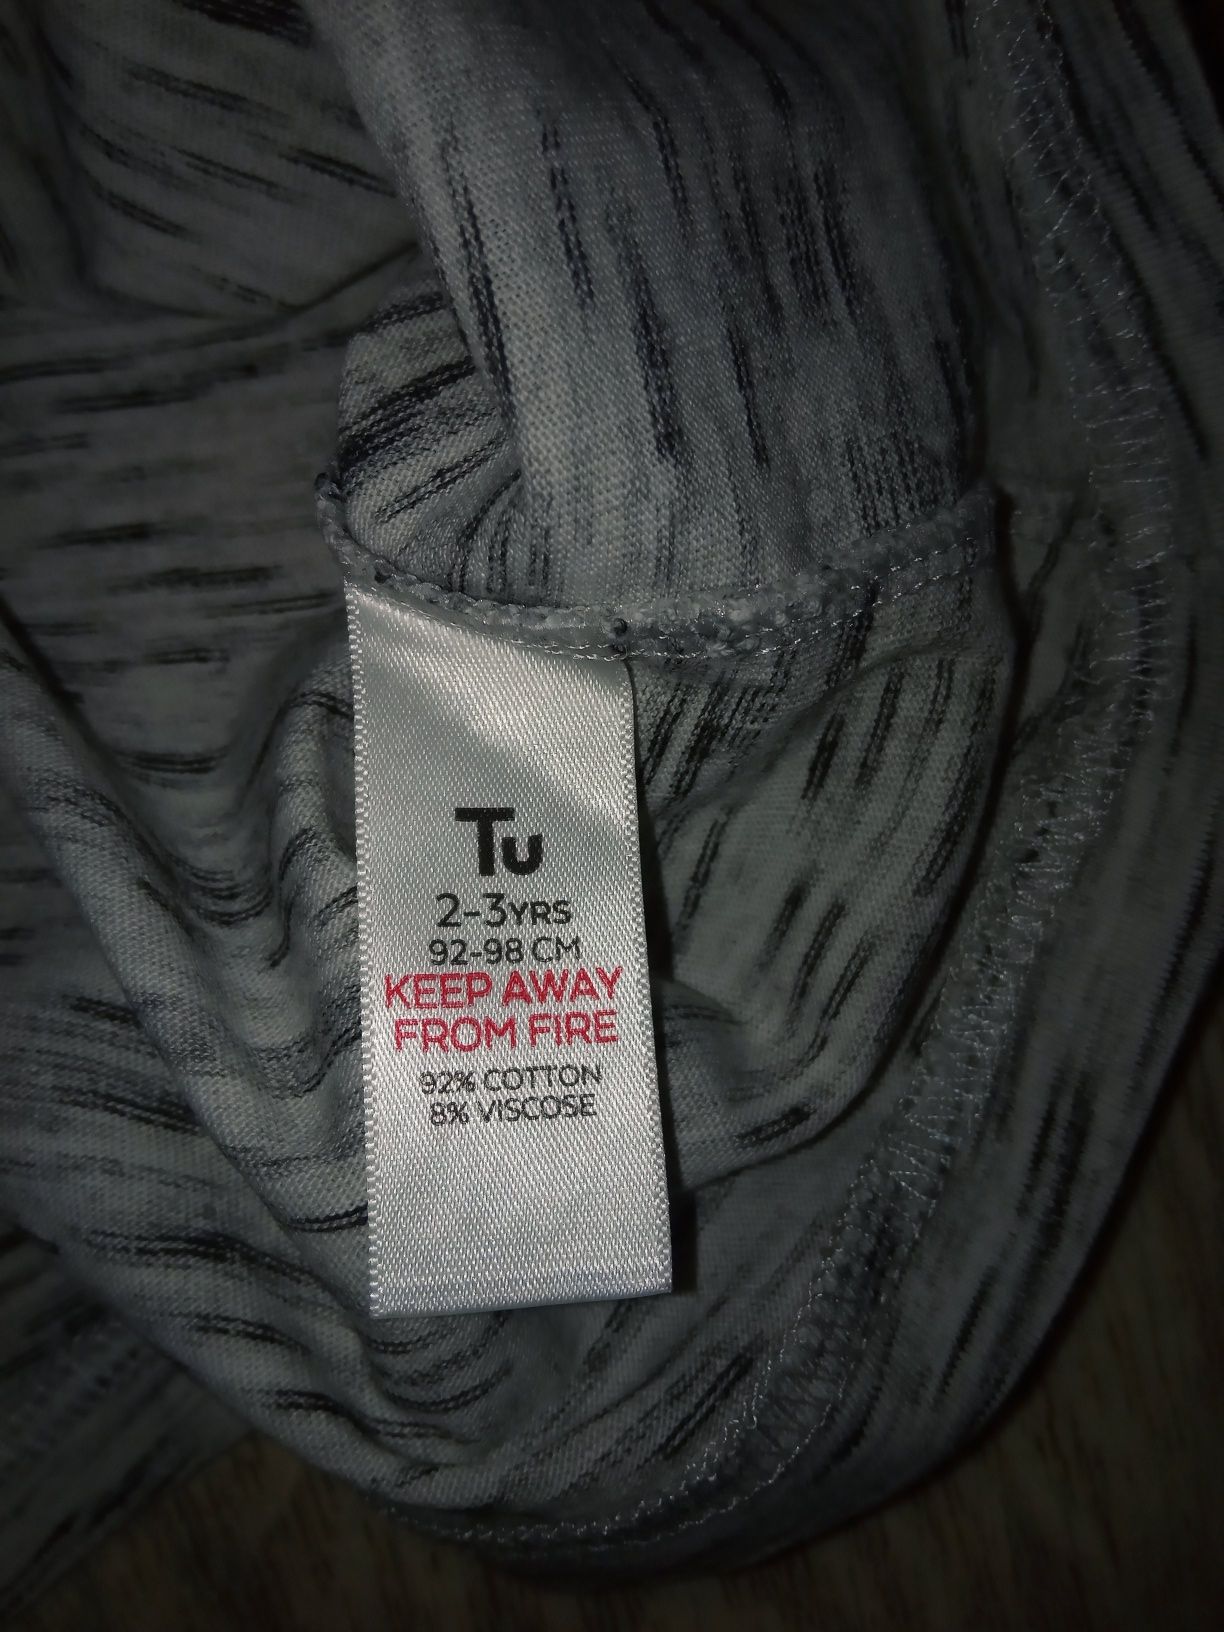 Tu
2-3YRS
92-98 CM
KEEP AWAY
FROM FIRE
92% COTTON
8% VISCOSE